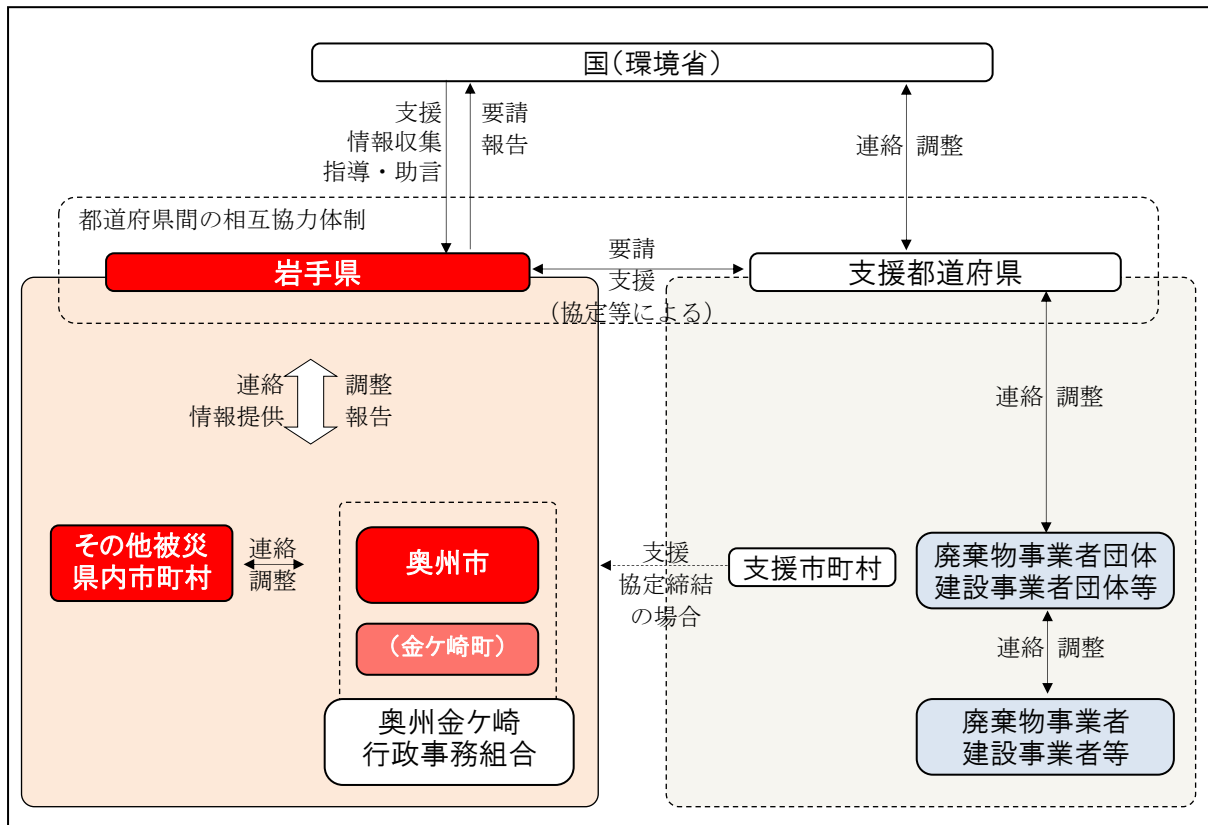 国(環境省)
支援
情報収集
指導・助言
要請
報告
連絡 調整
都道府県間の相互協力体制
岩手県
要請
支援
(協定等による)
支援都道府県
連絡
情報提供
調整
報告
連絡 調整
その他被災
県内市町村
連絡
調整
奥州市
(金ケ崎町)
奥州金ケ崎
行政事務組合
支援
協定締結
の場合
支援市町村
廃棄物事業者団体
建設事業者団体等
連絡 調整
廃棄物事業者
建設事業者等